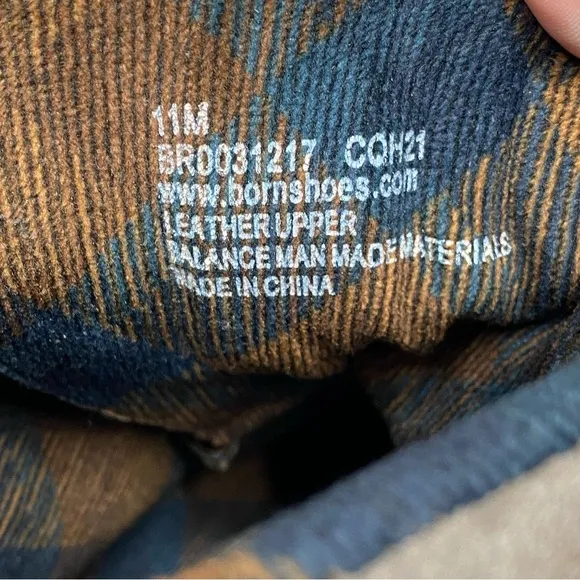 11M
BR0031217 CQH21
www.bornshoes.com
LEATHER UPPER
BALANCE MAN MADE MATERIALS
MADE IN CHINA